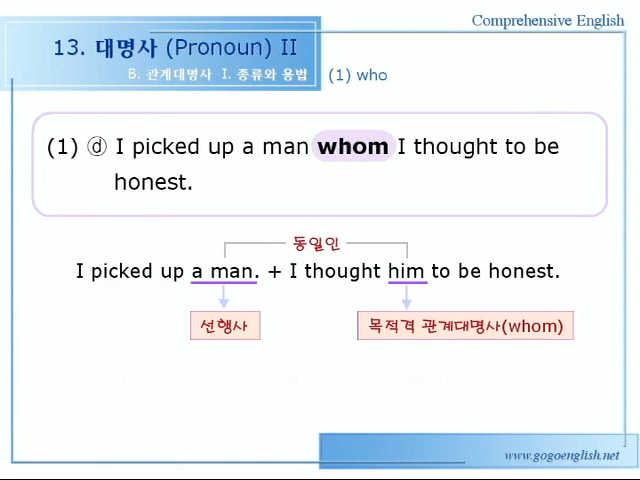 Comprehensive English
13. 대명사 (Pronoun) II
B. 관계대명사 I. 종류와 용법
(1) who
(1) ⓓ I picked up a man whom I thought to be
honest.
동일인
I picked up a man. + I thought him to be honest.
선행사
목적격 관계대명사(whom)
www.gogoenglish.net